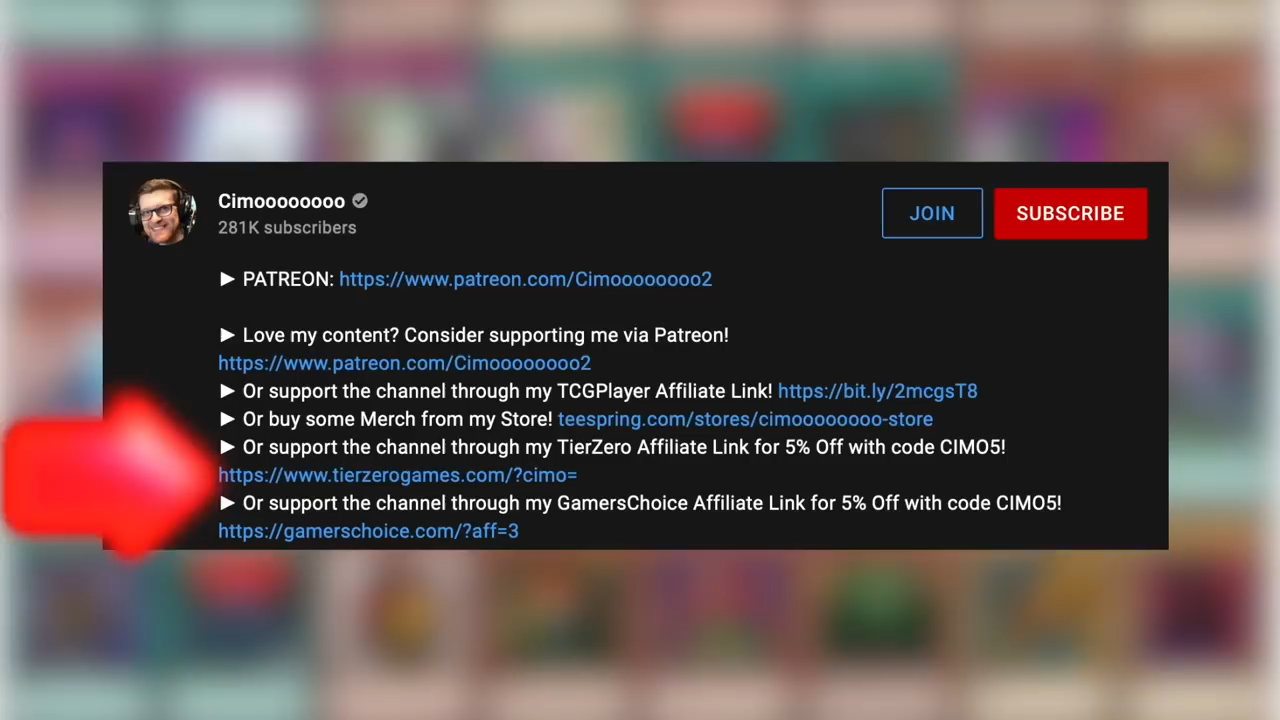 Cimoooooooo
281K subscribers
JOIN
SUBSCRIBE
► PATREON: https://www.patreon.com/Cimoooooooo2
► Love my content? Consider supporting me via Patreon!
https://www.patreon.com/Cimoooooooo2
► Or support the channel through my TCGPlayer Affiliate Link! https://bit.ly/2mcgsT8
► Or buy some Merch from my Store! teespring.com/stores/cimoooooooo-store
► Or support the channel through my TierZero Affiliate Link for 5% Off with code CIMO5!
https://www.tierzerogames.com/?cimo=
► Or support the channel through my GamersChoice Affiliate Link for 5% Off with code CIMO5!
https://gamerschoice.com/?aff=3